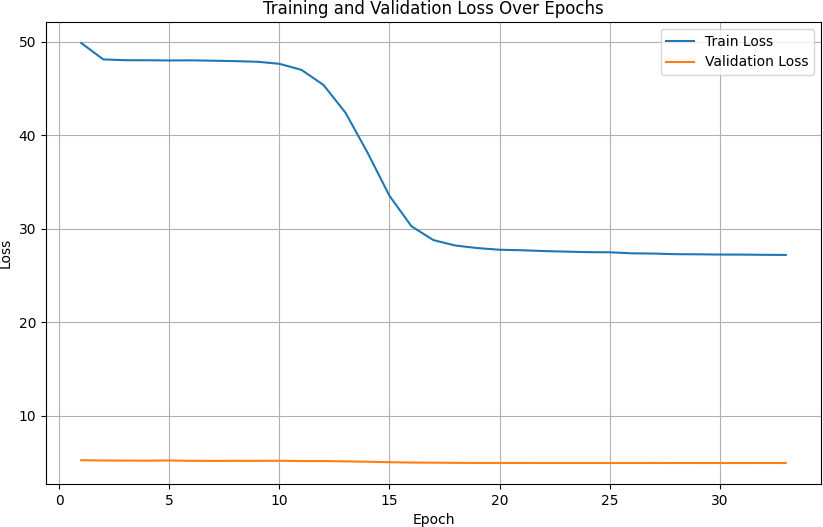 Training and Validation Loss Over Epochs
Train Loss
Validation Loss
50
40
30
20
10
Loss
0 5 10 15 20 25 30
Epoch